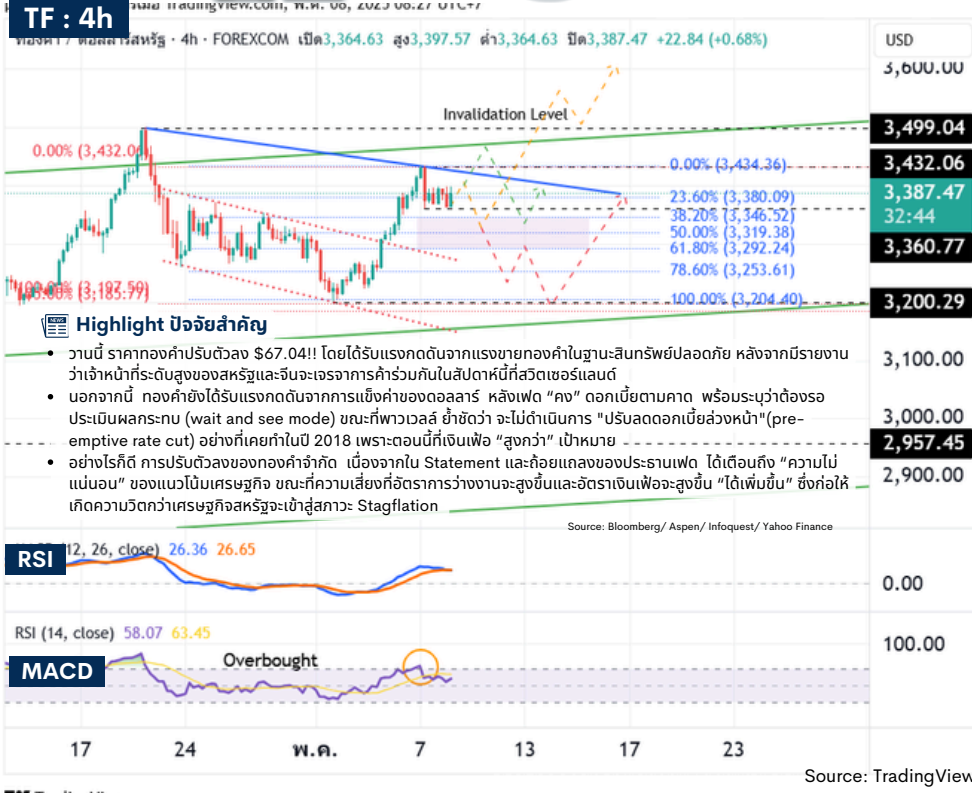 TradingView.com, พ.ค. 08, 2025 08:27 UTC+7
TF : 4h
ทองคำ / ดอลลาร์สหรัฐ · 4h · FOREXCOM เปิด3,364.63 สูง3,397.57 ต่ำ3,364.63 ปิด3,387.47 +22.84 (+0.68%)
USD
3,600.00
Invalidation Level
3,499.04
0.00% (3,432.06
0.00% (3,434.36)
3,432.06
23.60% (3,380.09)
3,387.47
32:44
38.20% (3,346.52)
50.00% (3,319.38)
3,360.77
61.80% (3,292.24)
78.60% (3,253.61)
100.00% (3,204.40)
3,200.29
NEWS
Highlight ปัจจัยสำคัญ
วานนี้ ราคาทองคำปรับตัวลง $67.04!! โดยได้รับแรงกดดันจากแรงขายทองคำในฐานะสินทรัพย์ปลอดภัย หลังจากมีรายงาน
ว่าเจ้าหน้าที่ระดับสูงของสหรัฐและจีนจะเจรจาการค้าร่วมกันในสัปดาห์นี้ที่สวิตเซอร์แลนด์
3,100.00
นอกจากนี้ ทองคำยังได้รับแรงกดดันจากการแข็งค่าของดอลลาร์ หลังเฟด “คง” ดอกเบี้ยตามคาด พร้อมระบุว่าต้องรอ
ประเมินผลกระทบ (wait and see mode) ขณะที่พาวเวลล์ ย้ำชัดว่า จะไม่ดำเนินการ "ปรับลดดอกเบี้ยล่วงหน้า"(pre-
emptive rate cut) อย่างที่เคยทำในปี 2018 เพราะตอนนี้ที่เงินเฟ้อ “สูงกว่า” เป้าหมาย
3,000.00
2,957.45
อย่างไรก็ดี การปรับตัวลงของทองคำจำกัด เนื่องจากใน Statement และถ้อยแถลงของประธานเฟด ได้เตือนถึง “ความไม่
แน่นอน” ของแนวโน้มเศรษฐกิจ ขณะที่ความเสี่ยงที่อัตราการว่างงานจะสูงขึ้นและอัตราเงินเฟ้อจะสูงขึ้น “ได้เพิ่มขึ้น” ซึ่งก่อให้
เกิดความวิตกว่าเศรษฐกิจสหรัฐจะเข้าสู่สภาวะ Stagflation
2,900.00
Source: Bloomberg/ Aspen/ Infoquest/ Yahoo Finance
RSI
12, 26, close) 26.36 26.65
0.00
RSI (14, close) 58.07 63.45
100.00
MACD
Overbought
17 24 พ.ค. 7 13 17 23
Source: TradingView